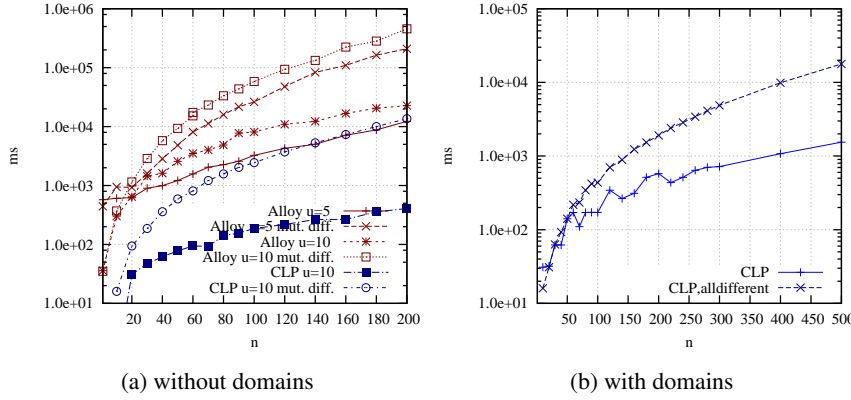 1.0e+06
1.0e+05
1.0e+04
1.0e+03
1.0e+02
1.0e+01
ms
20 40 60 80 100 120 140 160 180 200
n
Alloy u=5
Alloy u=5 mut. diff.
Alloy u=10
Alloy u=10 mut. diff.
CLP u=10
CLP u=10 mut. diff.
(a) without domains
1.0e+05
1.0e+04
1.0e+03
1.0e+02
1.0e+01
ms
50 100 150 200 250 300 350 400 450 500
n
CLP
CLP,alldifferent
(b) with domains